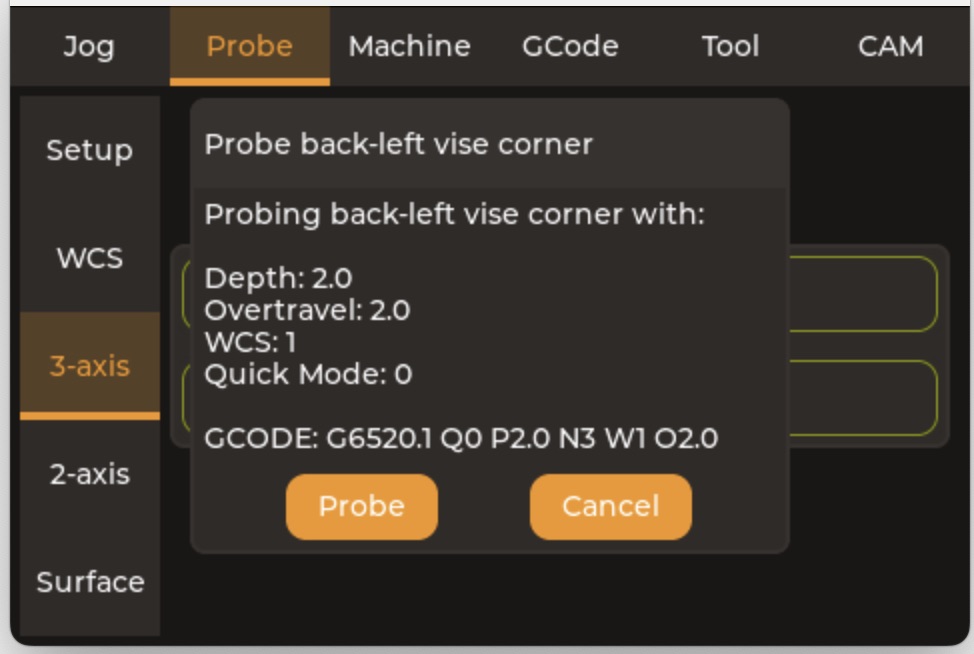 Jog
Probe
Machine
GCode
Tool
CAM
Setup
WCS
3-axis
2-axis
Surface
Probe back-left vise corner
Probing back-left vise corner with:
Depth: 2.0
Overtravel: 2.0
WCS: 1
Quick Mode: 0
GCODE: G6520.1 Q0 P2.0 N3 W1 O2.0
Probe
Cancel